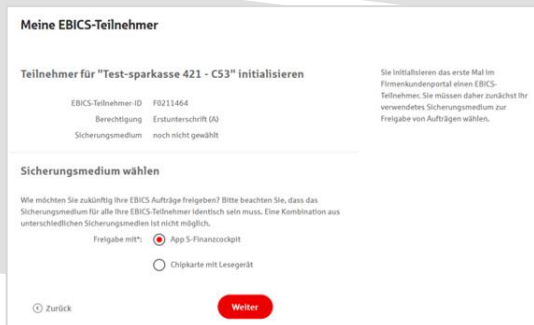 Meine EBICS-Teilnehmer
Teilnehmer für "Test-sparkasse 421 - C53" initialisieren
EBICS-Teilnehmer-ID F0211464
Berechtigung Erstunterschrift (A)
Sicherungsmedium noch nicht gewählt
Sie initialisieren das erste Mal im
Firmenkundenportal einen EBICS-
Teilnehmer. Sie müssen daher zunächst Ihr
verwendetes Sicherungsmedium zur
Freigabe von Aufträgen wählen.
Sicherungsmedium wählen
Wie möchten Sie zukünftig Ihre EBICS Aufträge freigeben? Bitte beachten Sie, dass das
Sicherungsmedium für alle Ihre EBICS-Teilnehmer identisch sein muss. Eine Kombination aus
unterschiedlichen Sicherungsmedien ist nicht möglich.
Freigabe mit*: App S-Finanzcockpit
Chipkarte mit Lesegerät
Zurück
Weiter